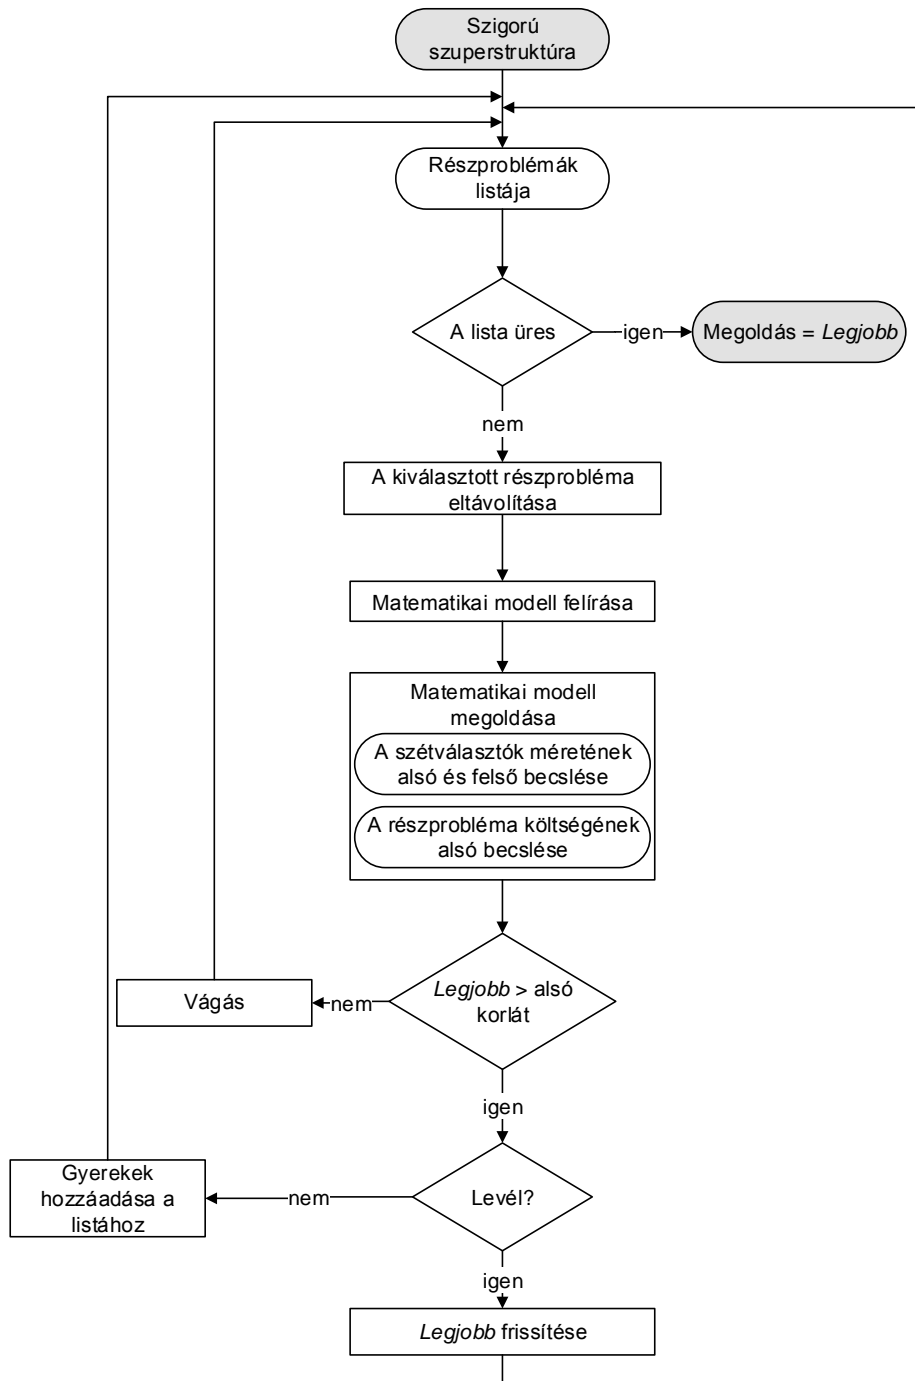 Szigorú
szuperstruktúra
Részproblémák
listája
A lista üres
igen
Megoldás = Legjobb
nem
A kiválasztott részprobléma
eltávolítása
Matematikai modell felírása
Matematikai modell
megoldása
A szétválasztók méretének
alsó és felső becslése
A részprobléma költségének
alsó becslése
Legjobb > alsó
korlát
nem
Vágás
igen
Levél?
nem
Gyerekek
hozzáadása a
listához
igen
Legjobb frissítése